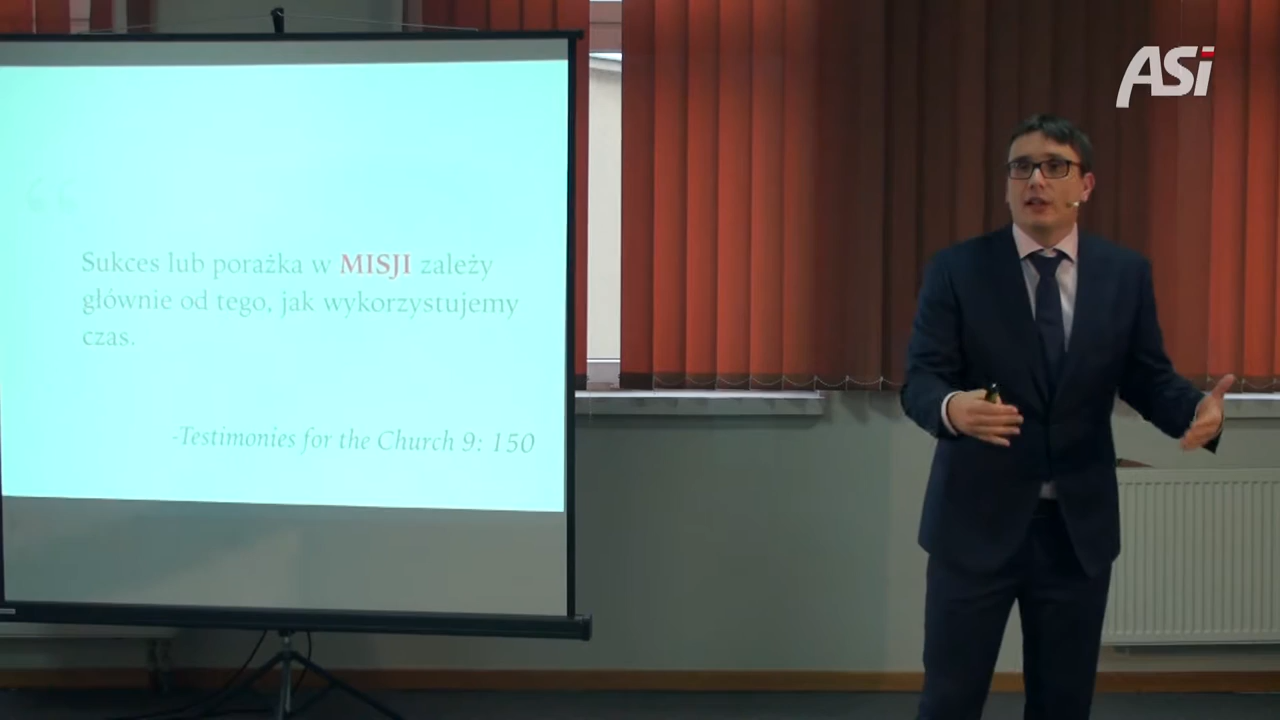 ASi
Sukces lub porażka w MISJI zależy
głównie od tego, jak wykorzystujemy
czas.
-Testimonies for the Church 9: 150